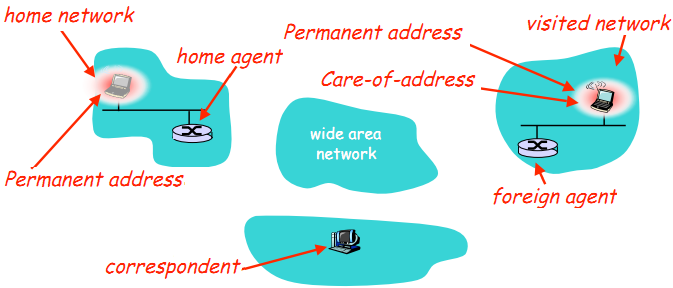 home network
home agent
Permanent address
Permanent address
Care-of-address
visited network
wide area
network
foreign agent
correspondent